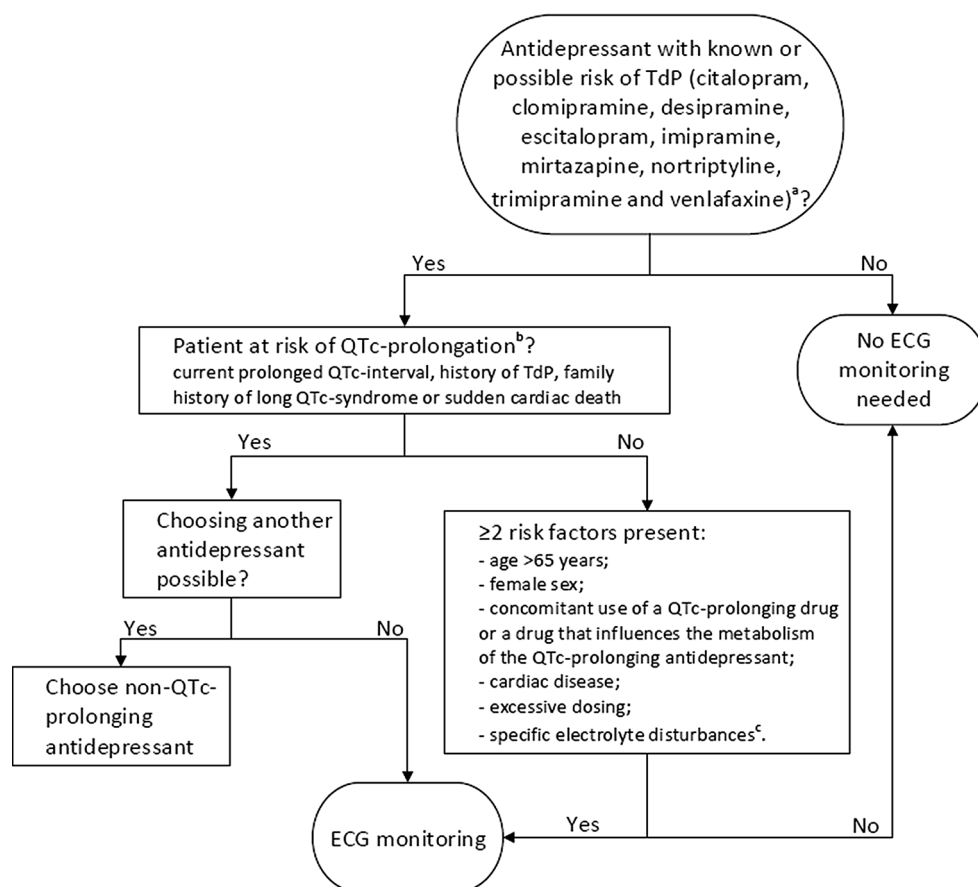 Antidepressant with known or
possible risk of TdP (citalopram,
clomipramine, desipramine,
escitalopram, imipramine,
mirtazapine, nortriptyline,
trimipramine and venlafaxine)ᵃ?
Yes
No
Patient at risk of QTc-prolongationᵇ?
current prolonged QTc-interval, history of TdP, family
history of long QTc-syndrome or sudden cardiac death
No ECG
monitoring
needed
Yes
No
Choosing another
antidepressant
possible?
≥2 risk factors present:
- age >65 years;
- female sex;
- concomitant use of a QTc-prolonging drug
or a drug that influences the metabolism
of the QTc-prolonging antidepressant;
- cardiac disease;
- excessive dosing;
- specific electrolyte disturbancesᶜ.
Yes
No
Choose non-QTc-
prolonging
antidepressant
ECG monitoring
Yes
No